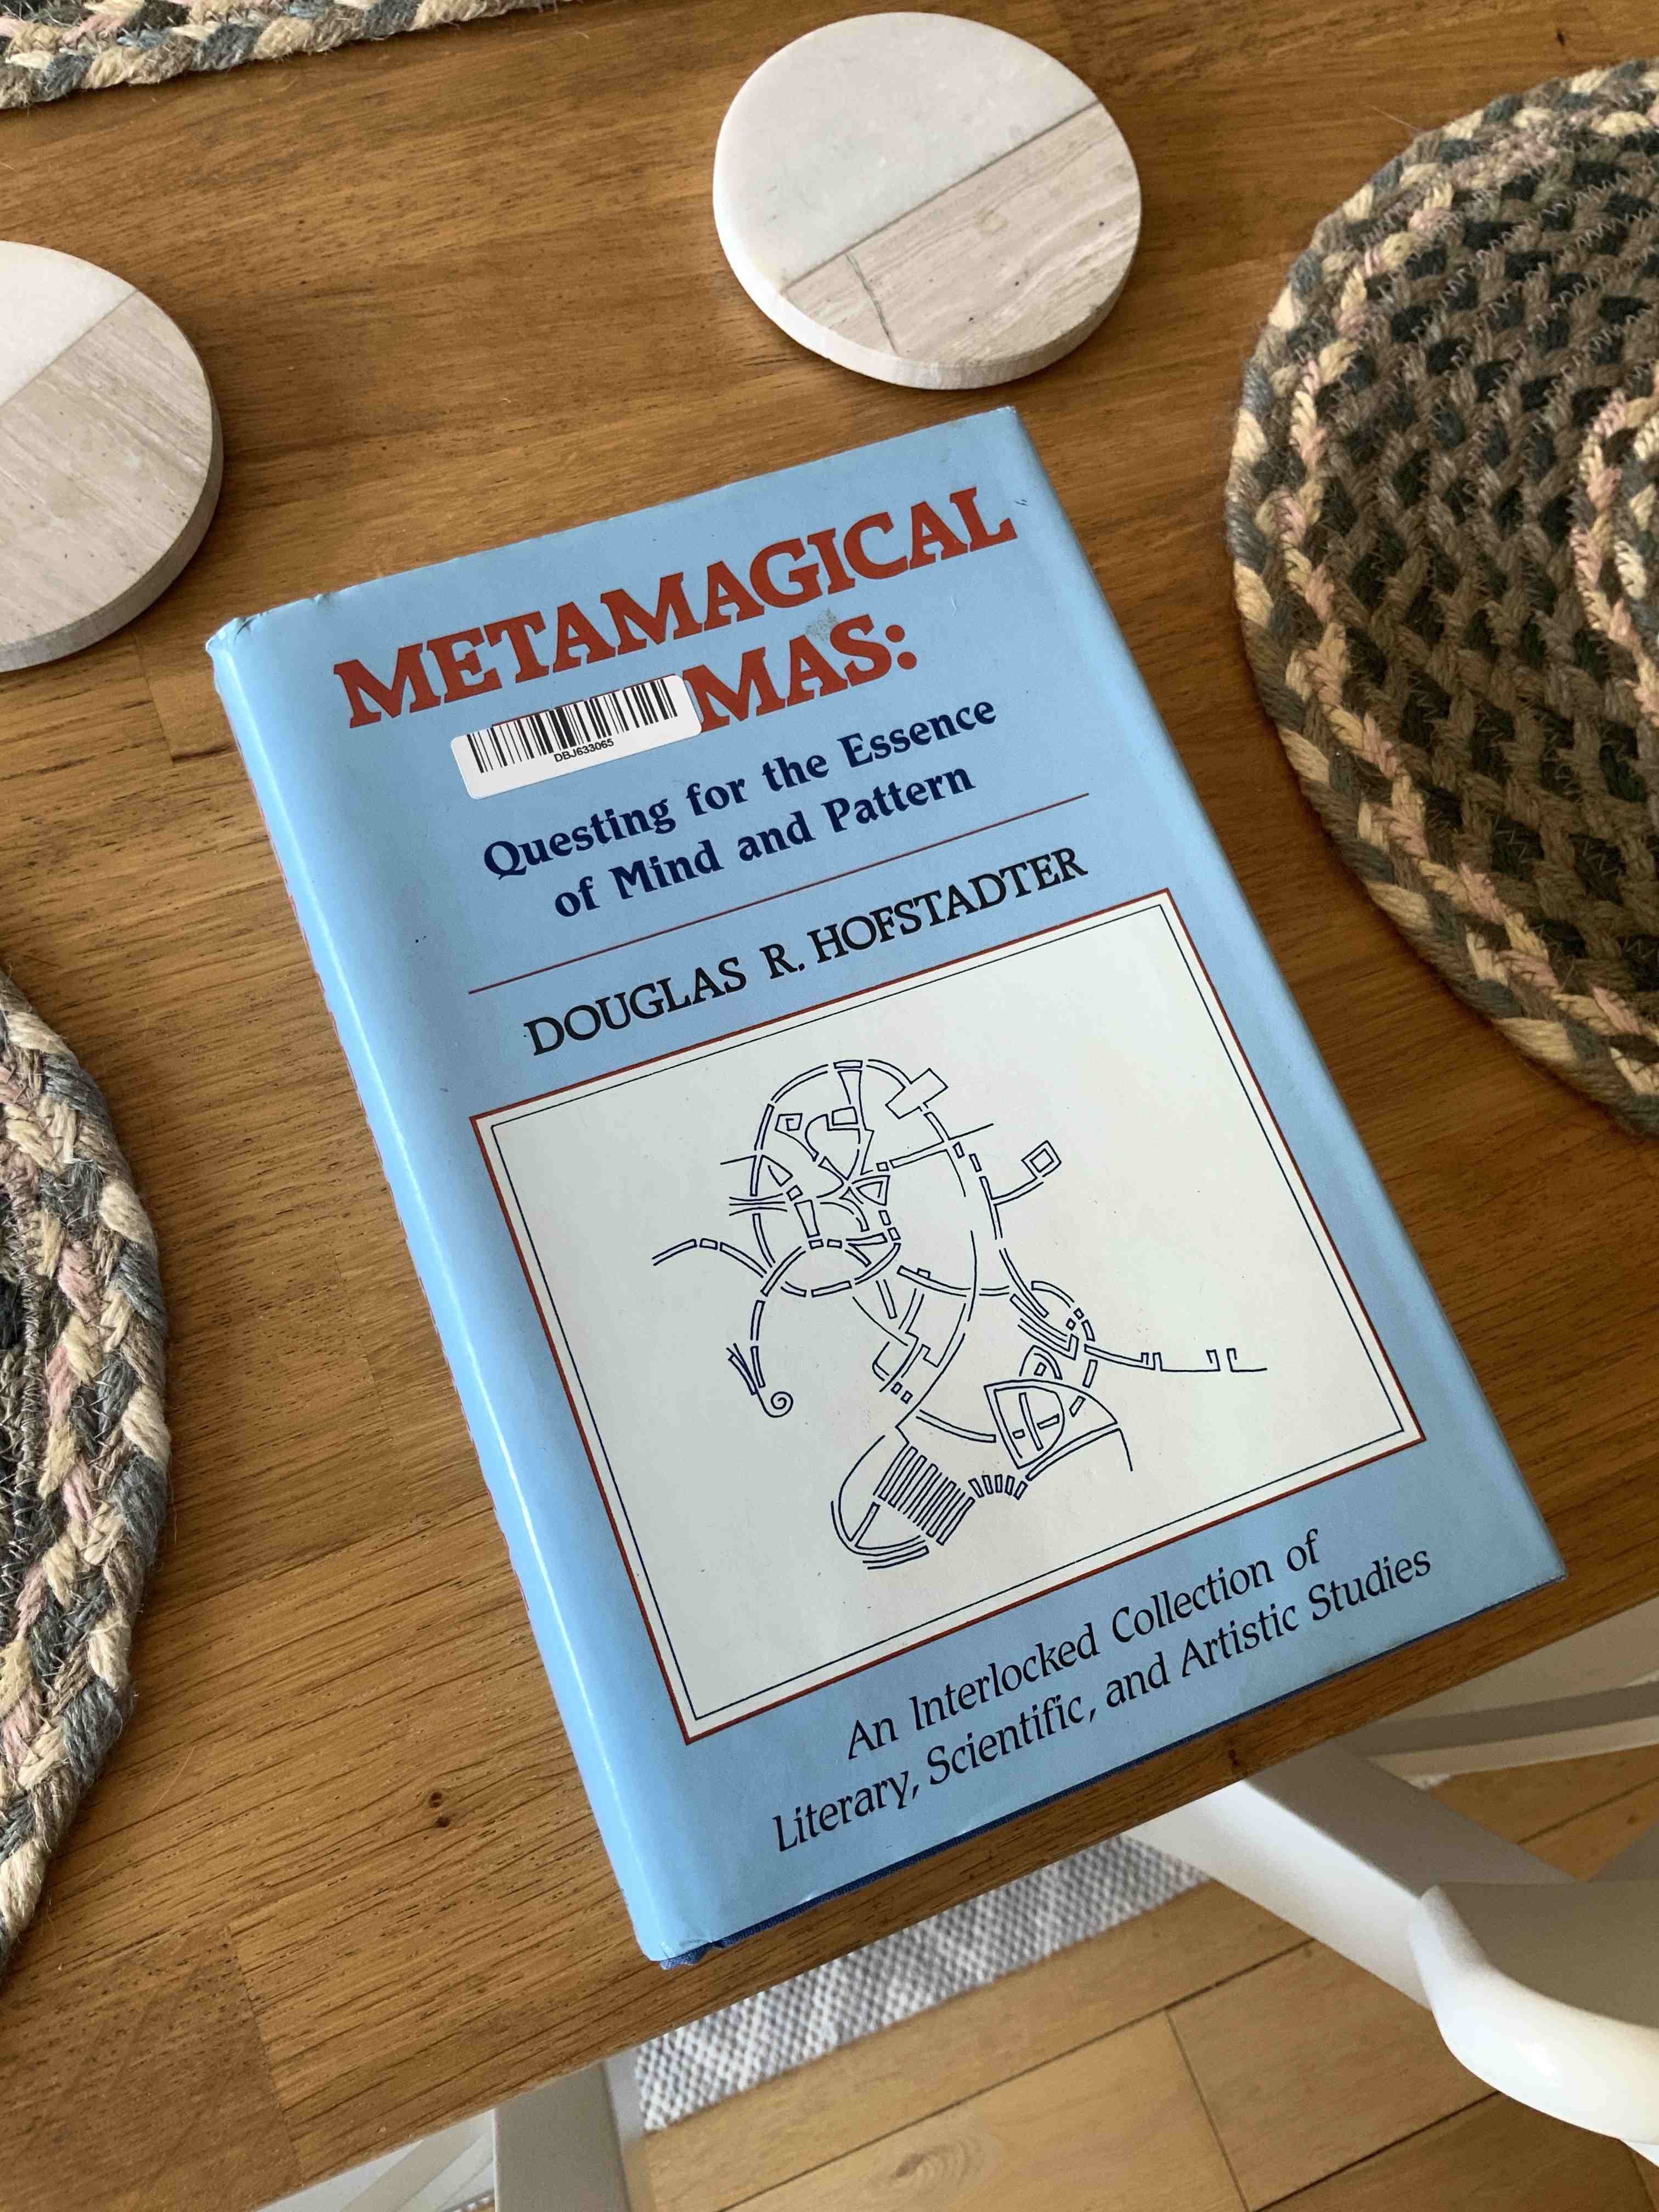 METAMAGICAL
MAS:
DBJ633065
Questing for the Essence
of Mind and Pattern
DOUGLAS R. HOFSTADTER
An Interlocked Collection of
Literary, Scientific, and Artistic Studies